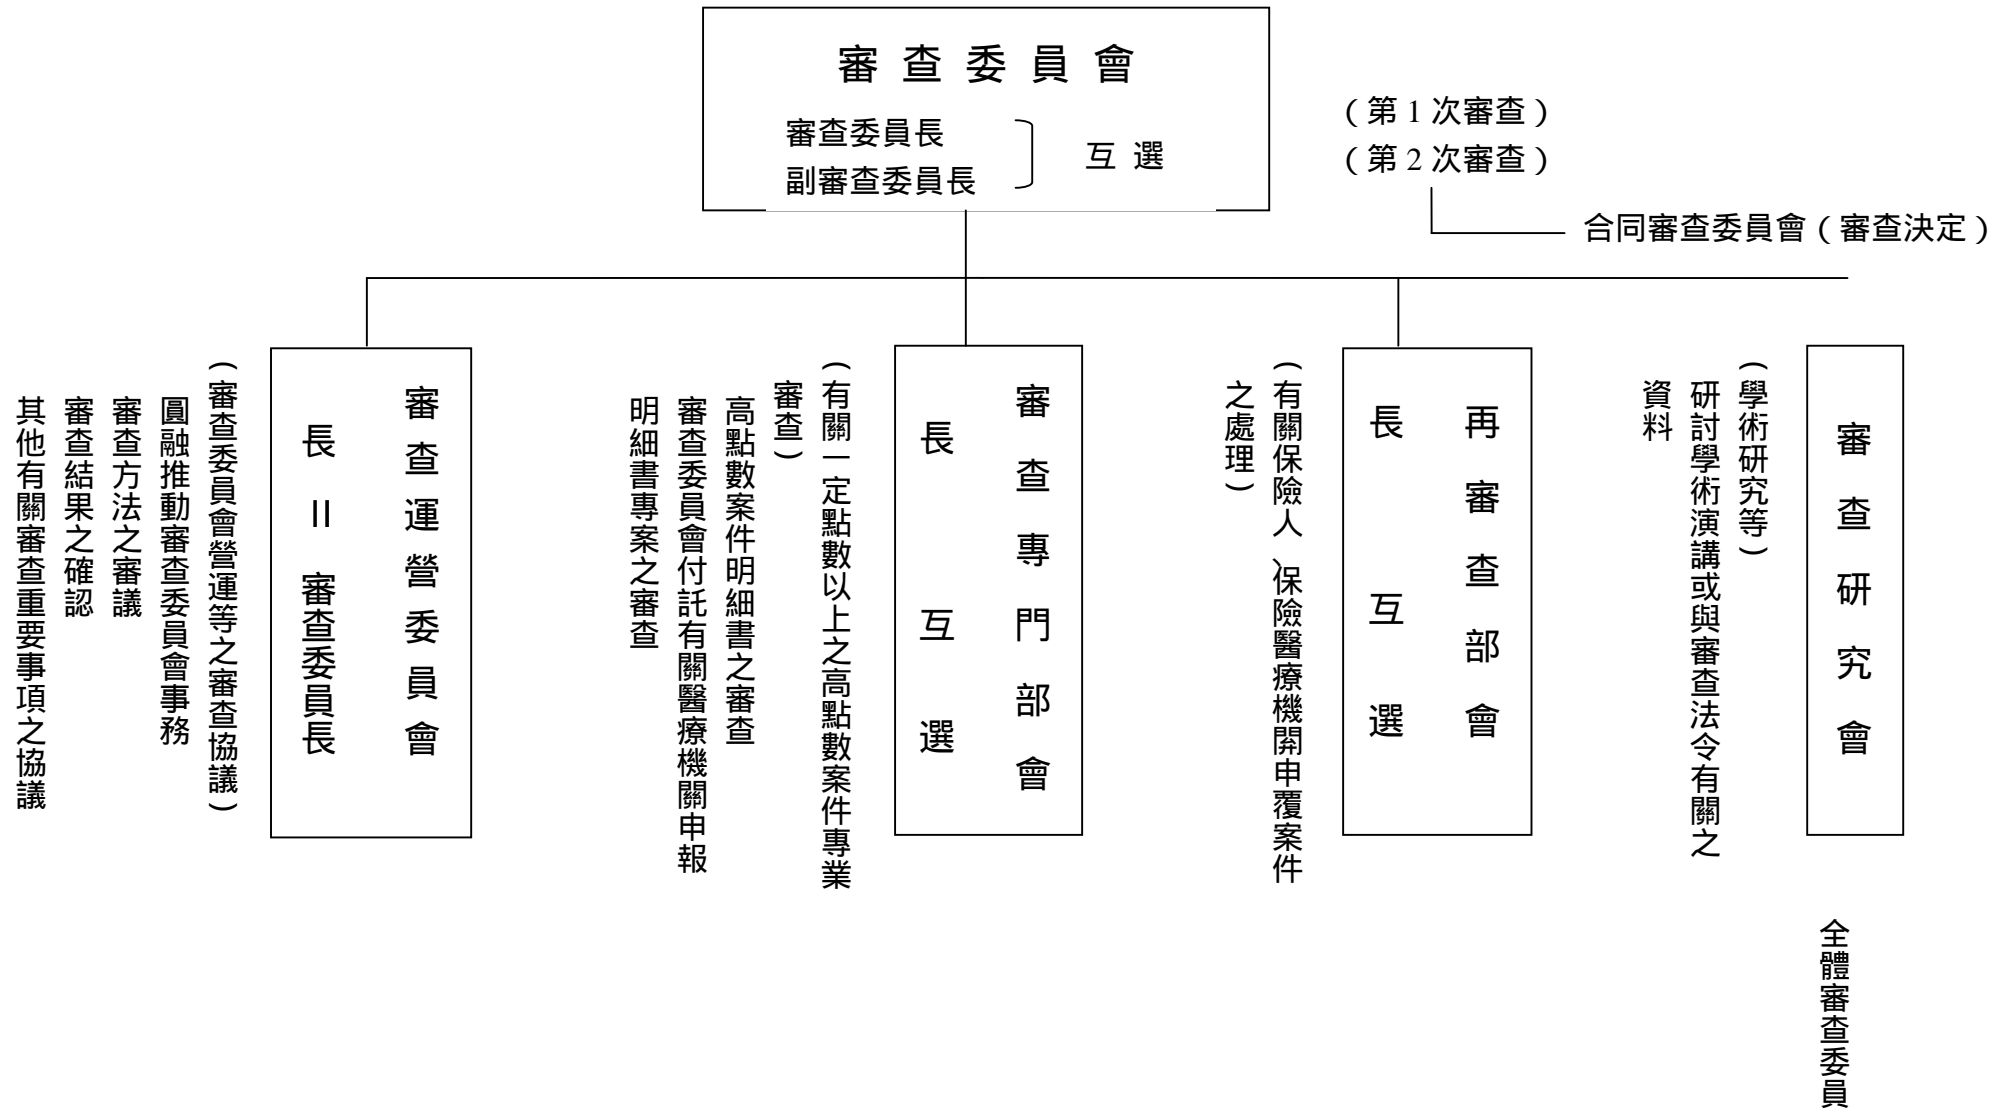 審查委員會
審查委員長
副審查委員長
互選
（第1次審查）
（第2次審查）
合同審查委員會（審查決定）
審查運營委員會
長＝審查委員長
（審查委員會營運等之審查協議）
圓融推動審查委員會事務
審查方法之審議
審查結果之確認
其他有關審查重要事項之協議
審查專門部會
長互選
（有關一定點數以上之高點數案件專業
審查）
高點數案件明細書之審查
審查委員會付託有關醫療機關申報
明細書專案之審查
再審查部會
長互選
（有關保險人、保險醫療機関申覆案件
之處理）
審查研究會
（學術研究等）
研討學術演講或與審查法令有關之
資料
全體審查委員